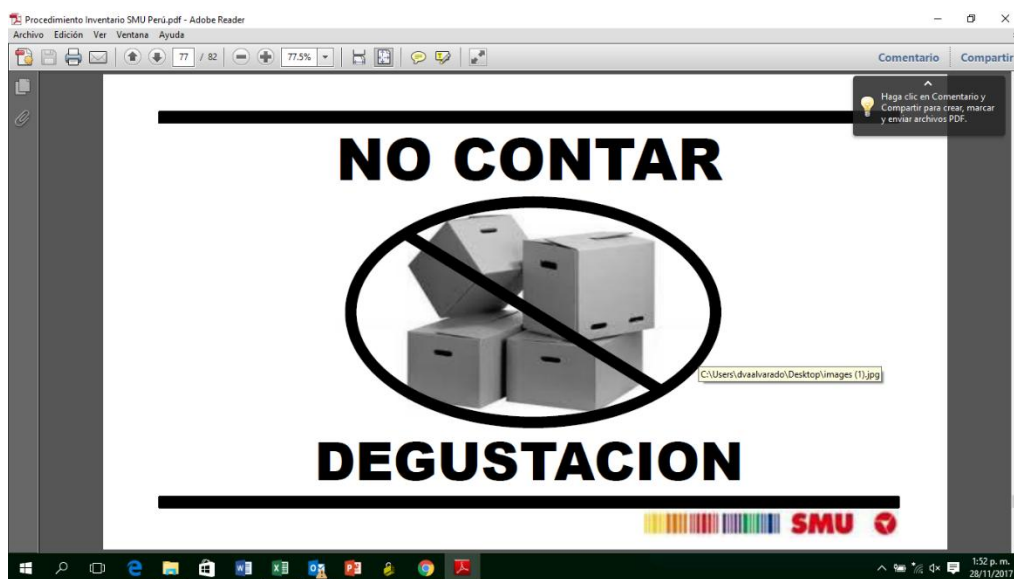 Procedimiento Inventario SMU Perú.pdf - Adobe Reader
Archivo Edición Ver Ventana Ayuda
77 / 82 77.5% Comentario Compartir
Haga clic en Comentario y
Compartir para crear, marcar
y enviar archivos PDF.
NO CONTAR
C:\Users\dvaalvarado\Desktop\images (1).jpg
DEGUSTACION
SMU
1:52 p. m.
28/11/2017